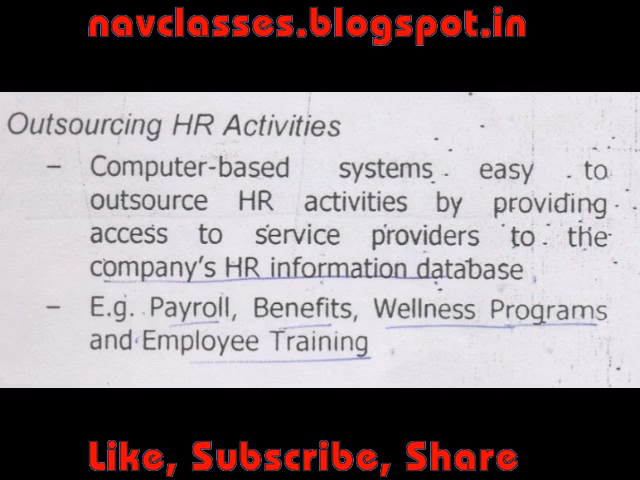 navclasses.blogspot.in
Outsourcing HR Activities
– Computer-based systems easy to
outsource HR activities by providing
access to service providers to the
company's HR information database
– E.g. Payroll, Benefits, Wellness Programs
and Employee Training
Like, Subscribe, Share